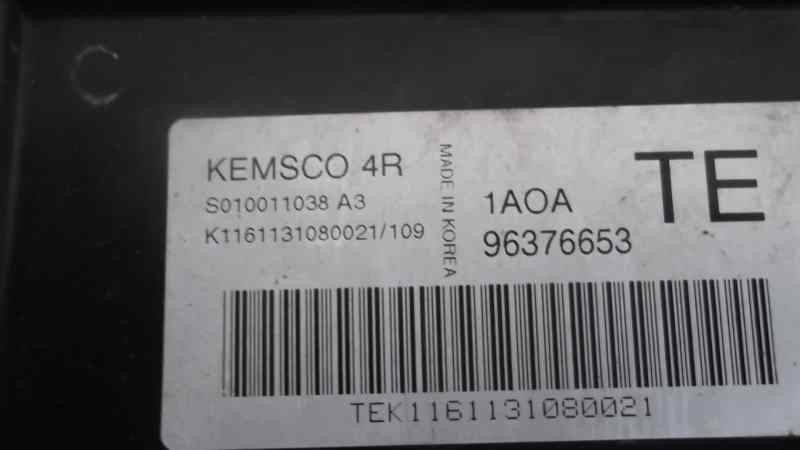 KEMSCO 4R
S010011038 A3
K1161131080021/109
MADE IN KOREA
1AOA
96376653
TE
TEK1161131080021